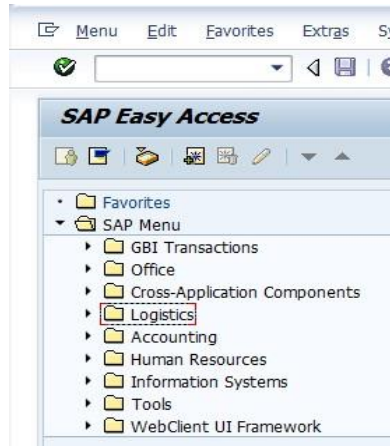 Menu Edit Favorites Extras S
SAP Easy Access
Favorites
SAP Menu
GBI Transactions
Office
Cross-Application Components
Logistics
Accounting
Human Resources
Information Systems
Tools
WebClient UI Framework